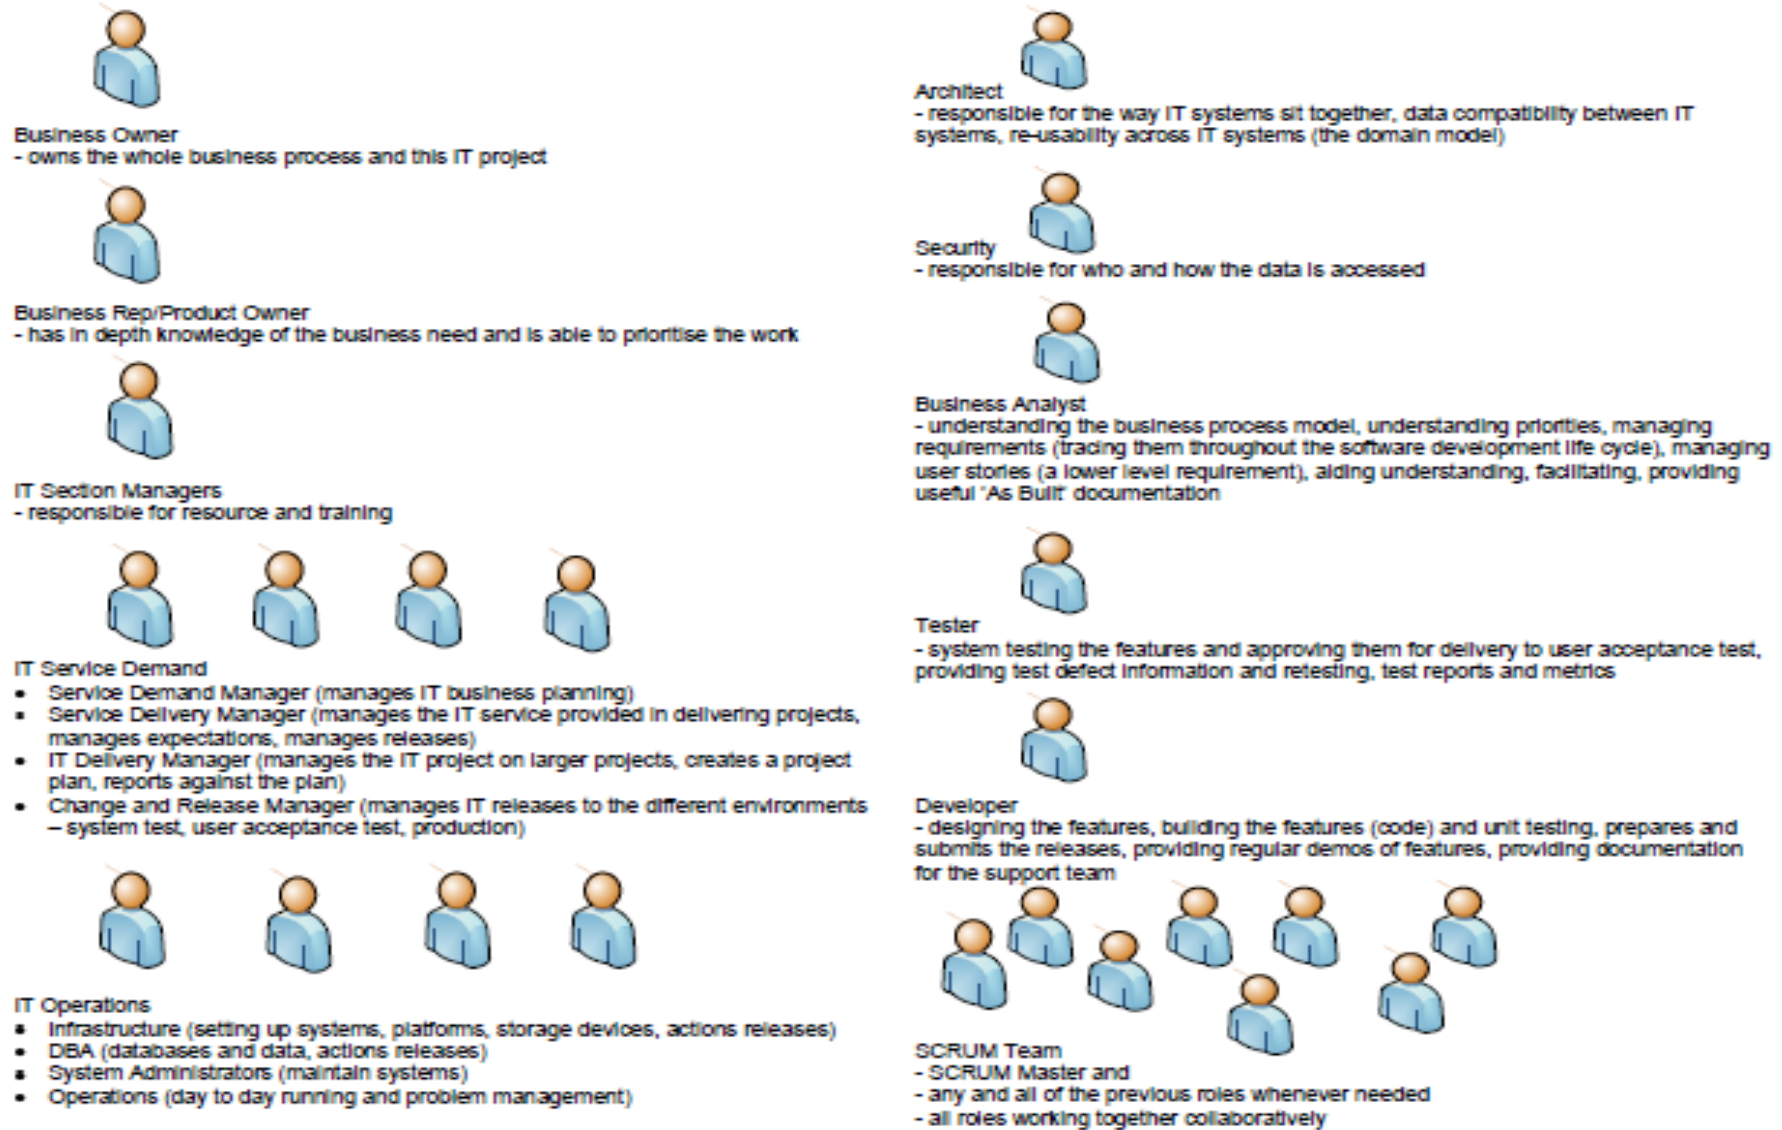 Business Owner
- owns the whole business process and this IT project
Business Rep/Product Owner
- has in depth knowledge of the business need and is able to prioritise the work
IT Section Managers
- responsible for resource and training
IT Service Demand
• Service Demand Manager (manages IT business planning)
• Service Delivery Manager (manages the IT service provided in delivering projects,
manages expectations, manages releases)
• IT Delivery Manager (manages the IT project on larger projects, creates a project
plan, reports against the plan)
• Change and Release Manager (manages IT releases to the different environments
– system test, user acceptance test, production)
IT Operations
• Infrastructure (setting up systems, platforms, storage devices, actions releases)
• DBA (databases and data, actions releases)
• System Administrators (maintain systems)
• Operations (day to day running and problem management)
Architect
- responsible for the way IT systems sit together, data compatibility between IT
systems, re-usability across IT systems (the domain model)
Security
- responsible for who and how the data is accessed
Business Analyst
- understanding the business process model, understanding priorities, managing
requirements (tracing them throughout the software development life cycle), managing
user stories (a lower level requirement), aiding understanding, facilitating, providing
useful 'As Built' documentation
Tester
- system testing the features and approving them for delivery to user acceptance test,
providing test defect information and retesting, test reports and metrics
Developer
- designing the features, building the features (code) and unit testing, prepares and
submits the releases, providing regular demos of features, providing documentation
for the support team
SCRUM Team
- SCRUM Master and
- any and all of the previous roles whenever needed
- all roles working together collaboratively